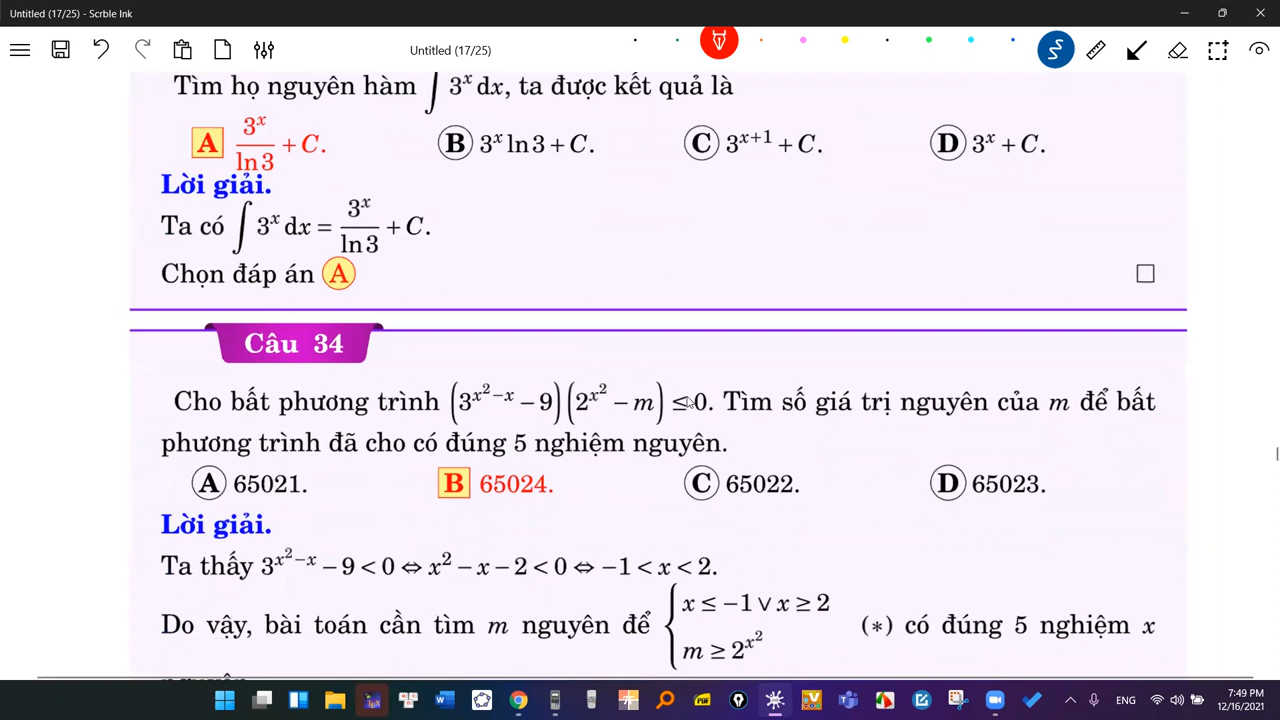 Untitled (17/25) - Scrble Ink
Untitled (17/25)
Tìm họ nguyên hàm ∫ 3^x dx, ta được kết quả là
A 3^x/ln3 + C. B 3^x ln3 + C. C 3^{x+1} + C. D 3^x + C.
Lời giải.
Ta có ∫ 3^x dx = 3^x/ln3 + C.
Chọn đáp án A □
Câu 34
Cho bất phương trình (3^{x^2−x} − 9)(2^{x^2} − m) ≤ 0. Tìm số giá trị nguyên của m để bất
phương trình đã cho có đúng 5 nghiệm nguyên.
A 65021. B 65024. C 65022. D 65023.
Lời giải.
Ta thấy 3^{x^2−x} − 9 < 0 ⇔ x^2 − x − 2 < 0 ⇔ −1 < x < 2.
Do vậy, bài toán cần tìm m nguyên để { x ≤ −1 ∨ x ≥ 2
m ≥ 2^{x^2} (∗) có đúng 5 nghiệm x
ENG
7:49 PM
12/16/2021